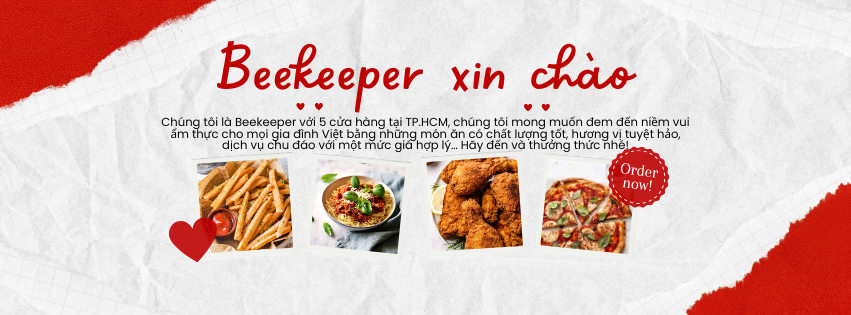 Beekeeper xin chào
Chúng tôi là Beekeeper với 5 cửa hàng tại TP.HCM, chúng tôi mong muốn đem đến niềm vui
ẩm thực cho mọi gia đình Việt bằng những món ăn có chất lượng tốt, hương vị tuyệt hảo,
dịch vụ chu đáo với một mức giá hợp lý... Hãy đến và thưởng thức nhé!
Order
now!